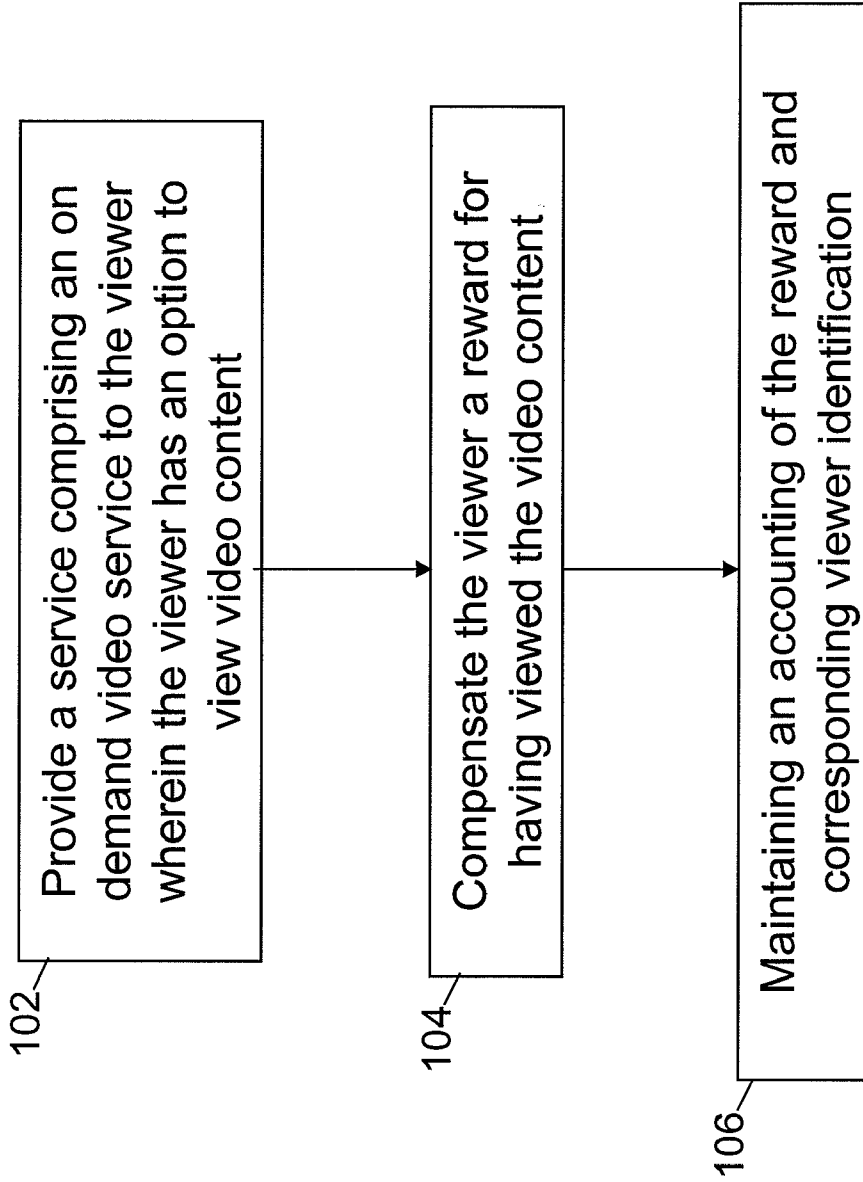 102
Provide a service comprising an on
demand video service to the viewer
wherein the viewer has an option to
view video content
104
Compensate the viewer a reward for
having viewed the video content
106
Maintaining an accounting of the reward and
corresponding viewer identification